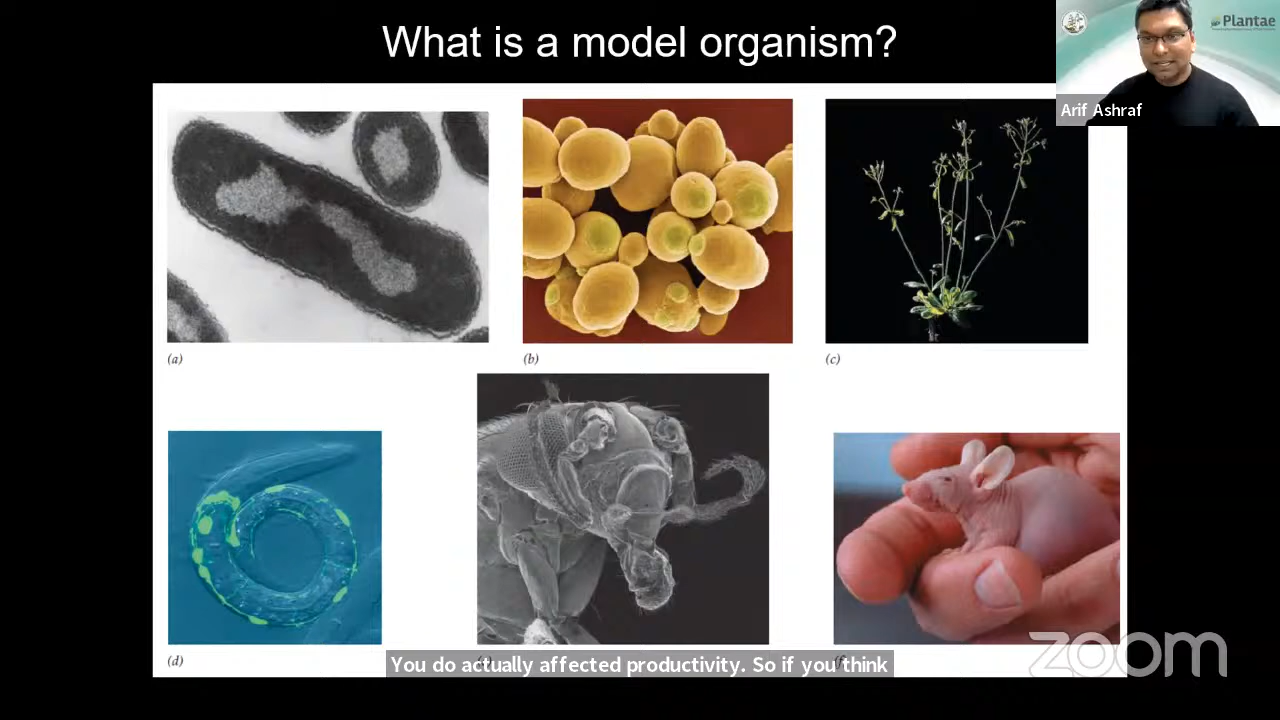 What is a model organism?
Plantae
Arif Ashraf
(a)
(b)
(c)
(d)
You do actually affected productivity. So if you think
zoom